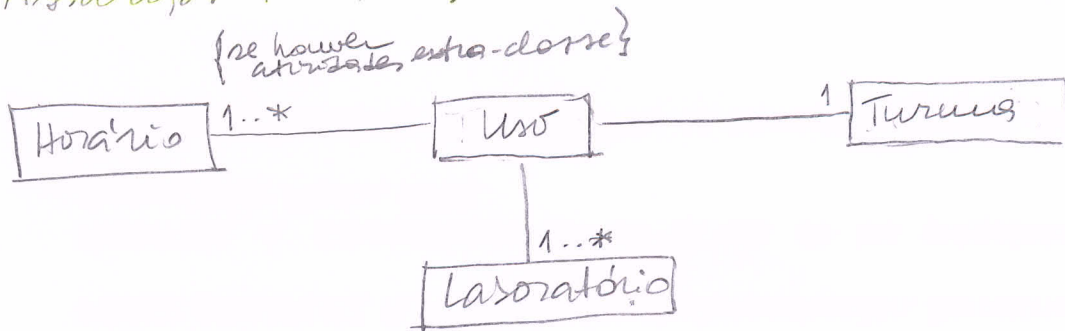 {se houver
atividades extra-classe}
1..*
1
Horário
Uso
Turma
1..*
Laboratório